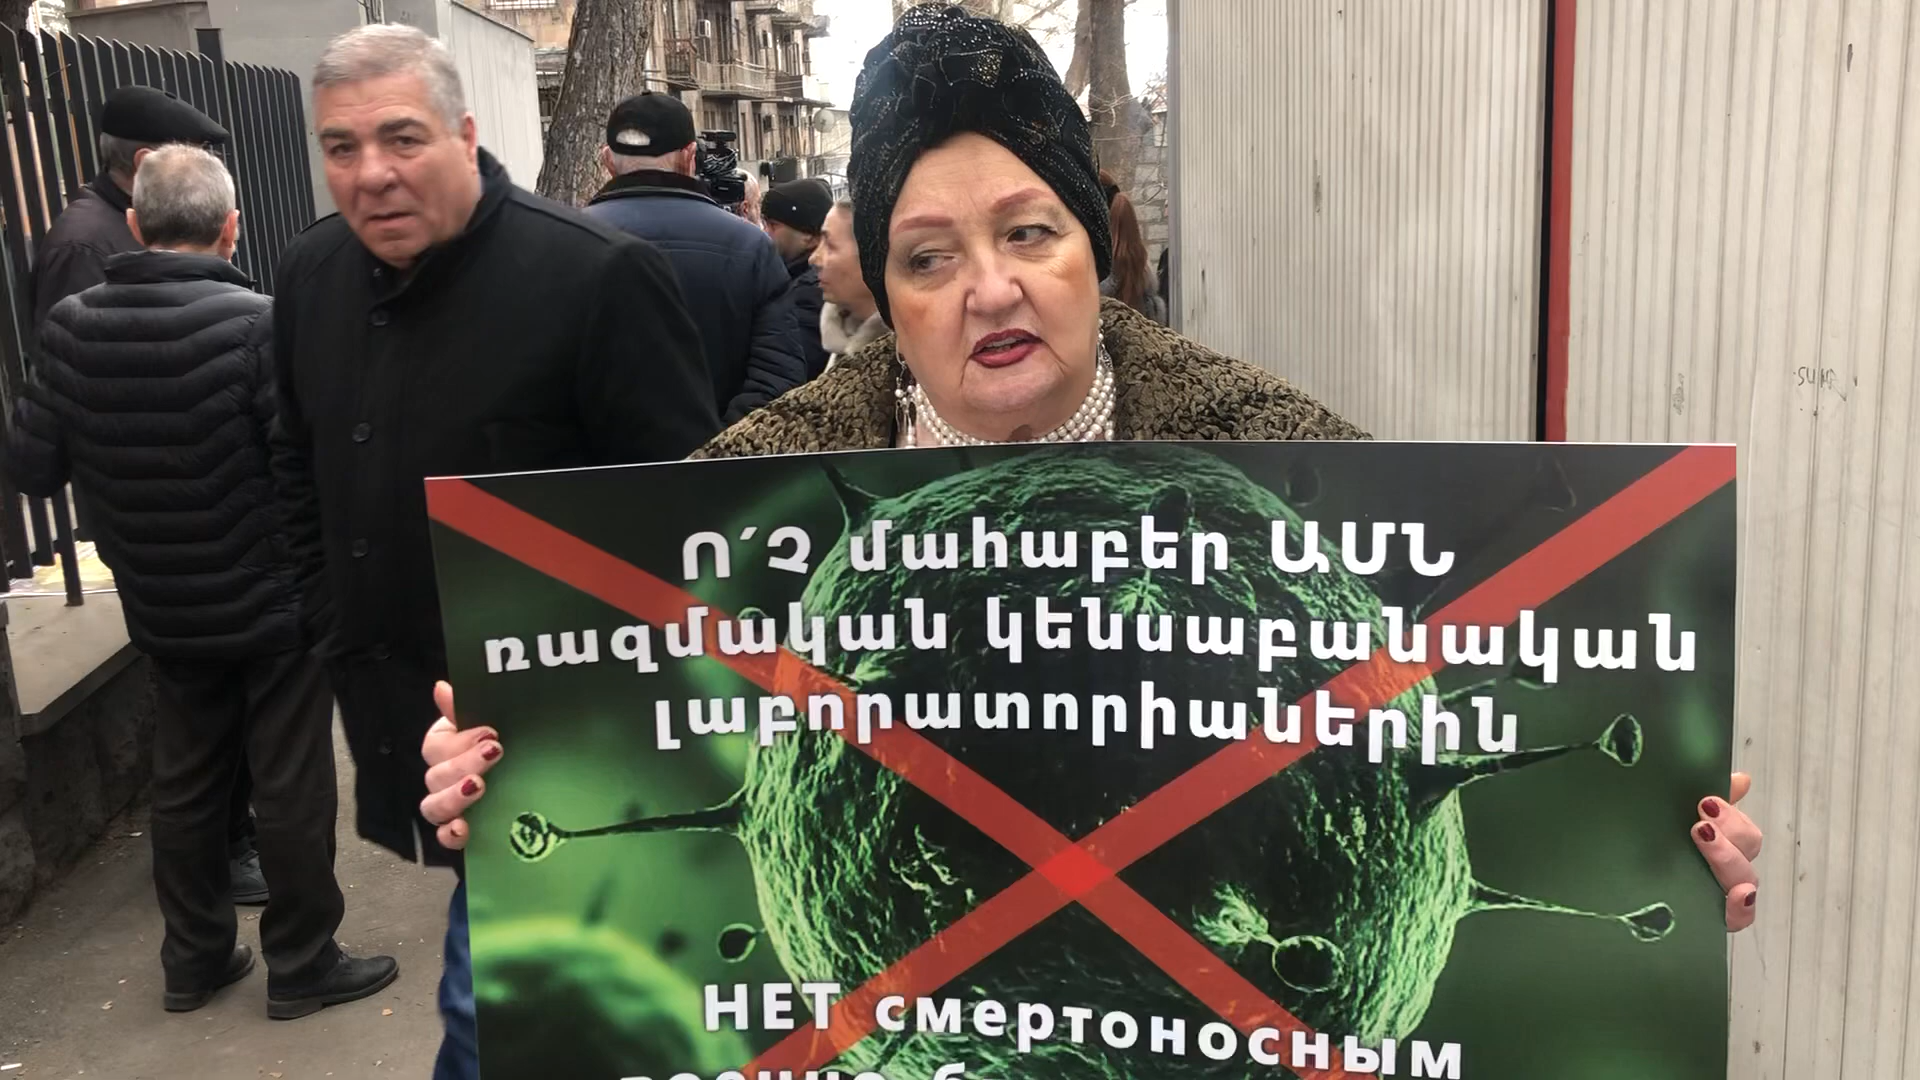 Ո՛Չ մահաբեր ԱՄՆ
ռազմական կենսաբանական
լաբորատորիաներին
НЕТ смертоносным